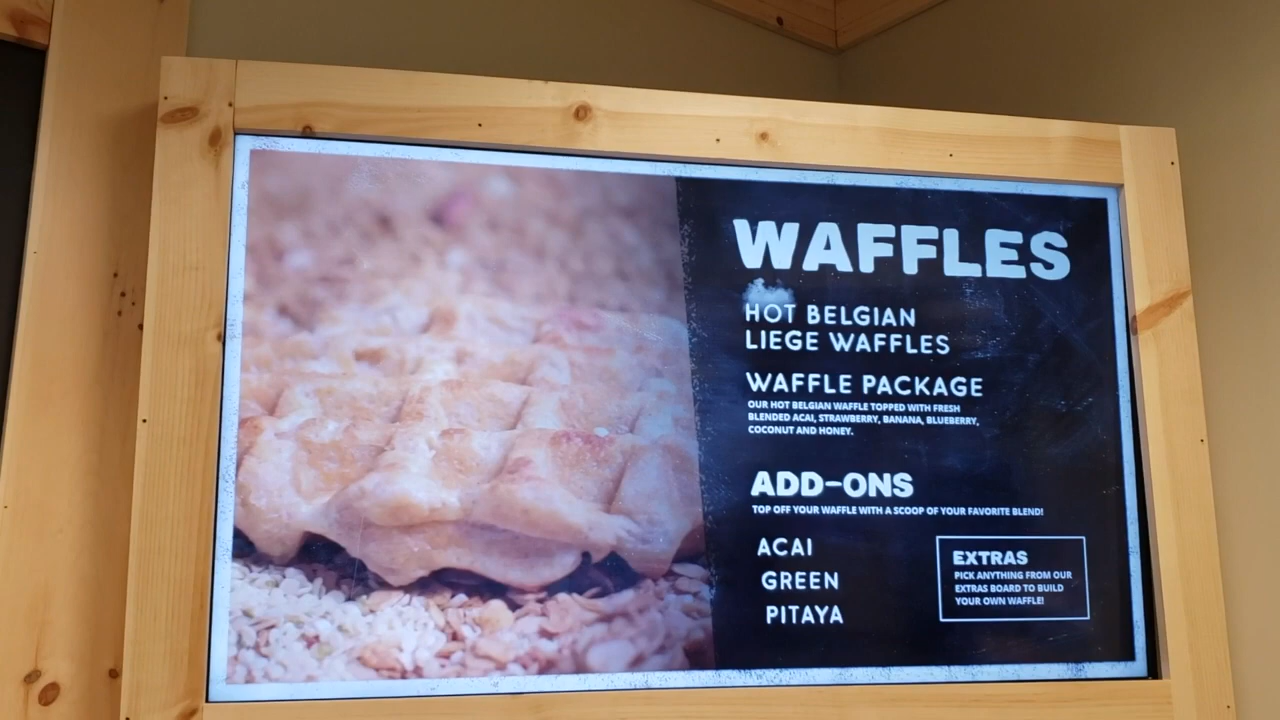 WAFFLES
HOT BELGIAN
LIEGE WAFFLES
WAFFLE PACKAGE
OUR HOT BELGIAN WAFFLE TOPPED WITH FRESH
BLENDED ACAI, STRAWBERRY, BANANA, BLUEBERRY,
COCONUT AND HONEY.
ADD-ONS
TOP OFF YOUR WAFFLE WITH A SCOOP OF YOUR FAVORITE BLEND!
ACAI
GREEN
PITAYA
EXTRAS
PICK ANYTHING FROM OUR
EXTRAS BOARD TO BUILD
YOUR OWN WAFFLE!